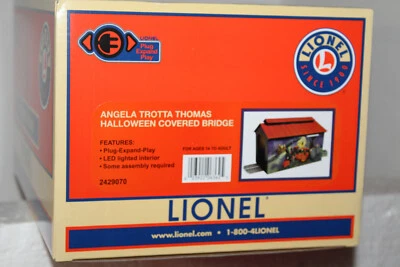 LIONEL
Plug
Expand
Play
LIONEL
L
SINCE 1900
ANGELA TROTTA THOMAS
HALLOWEEN COVERED BRIDGE
FEATURES:
• Plug-Expand-Play
• LED lighted interior
• Some assembly required
FOR AGES 14 TO ADULT
2429070
LIONEL®
www.lionel.com • 1-800-4LIONEL